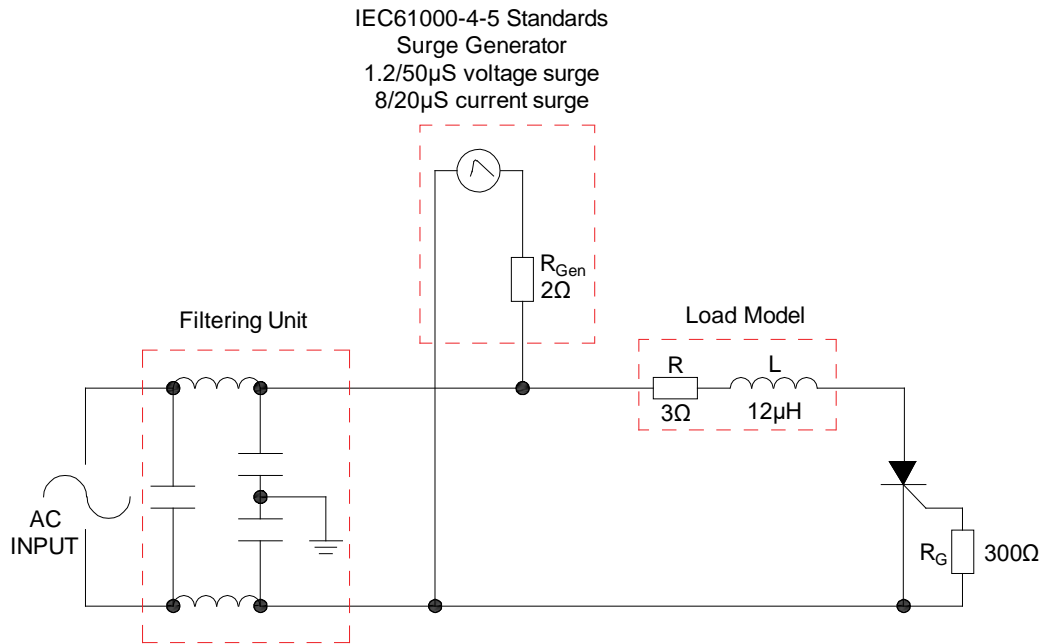 IEC61000-4-5 Standards
Surge Generator
1.2/50µS voltage surge
8/20µS current surge
R_Gen
2Ω
Filtering Unit
Load Model
R
L
3Ω
12µH
AC
INPUT
R_G
300Ω